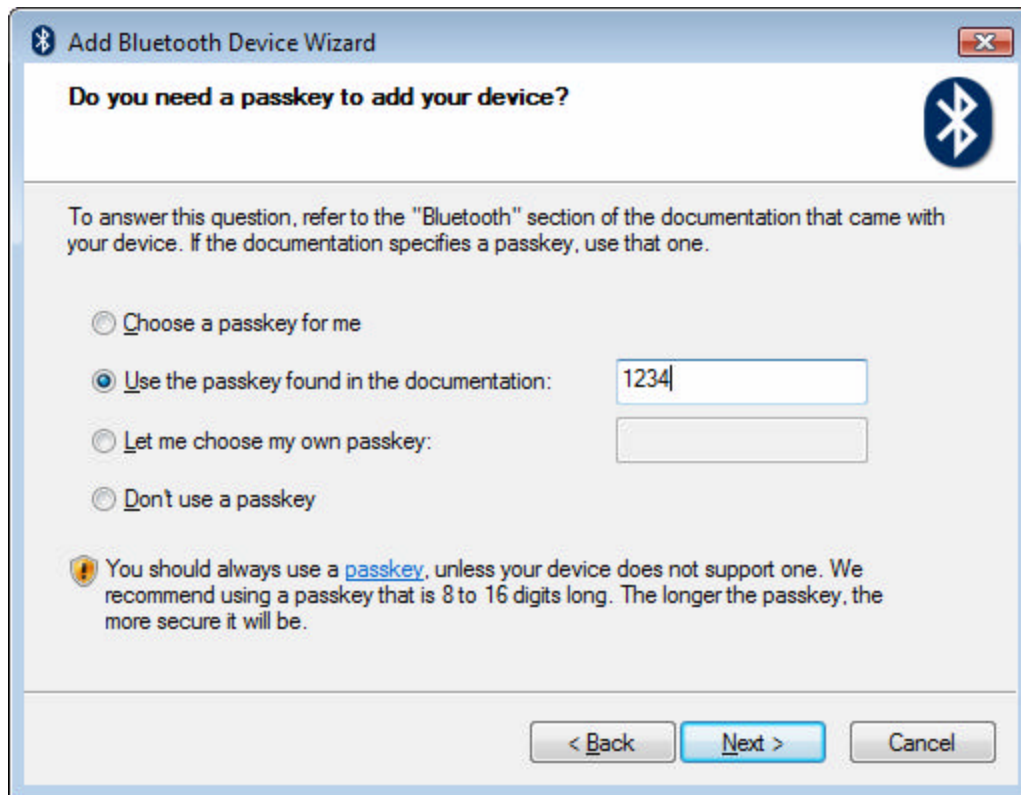 Add Bluetooth Device Wizard
Do you need a passkey to add your device?
To answer this question, refer to the "Bluetooth" section of the documentation that came with
your device. If the documentation specifies a passkey, use that one.
Choose a passkey for me
Use the passkey found in the documentation: 1234
Let me choose my own passkey:
Don't use a passkey
You should always use a passkey, unless your device does not support one. We
recommend using a passkey that is 8 to 16 digits long. The longer the passkey, the
more secure it will be.
< Back Next > Cancel